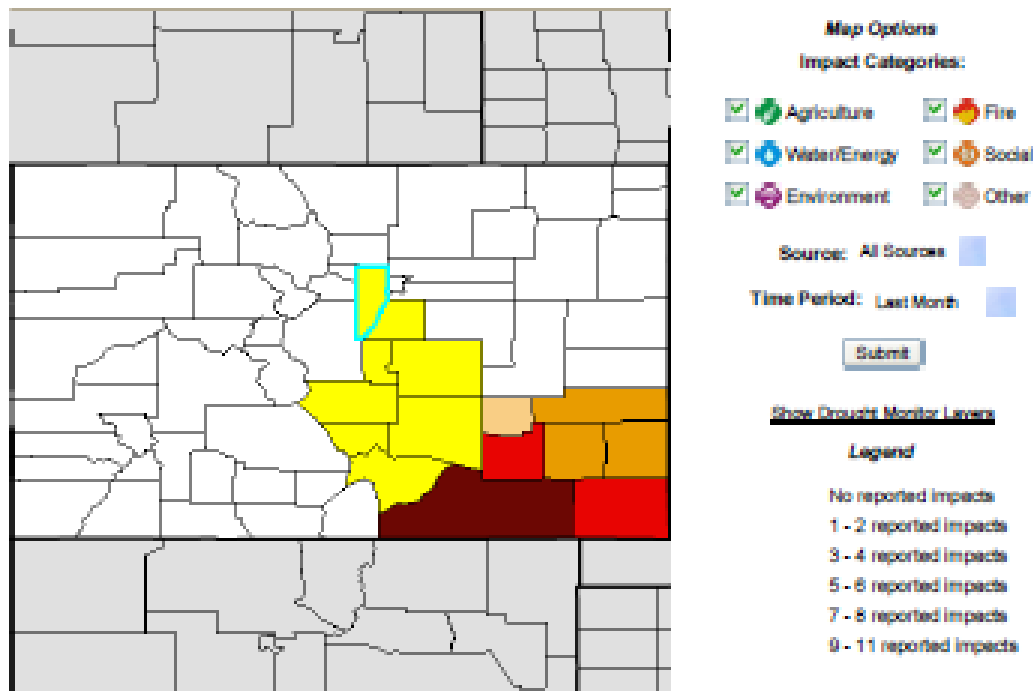 Map Options
Impact Categories:
Agriculture Fire
Water/Energy Social
Environment Other
Source: All Sources
Time Period: Last Month
Submit
Show Drought Monitor Layers
Legend
No reported impacts
1 - 2 reported impacts
3 - 4 reported impacts
5 - 6 reported impacts
7 - 8 reported impacts
9 - 11 reported impacts